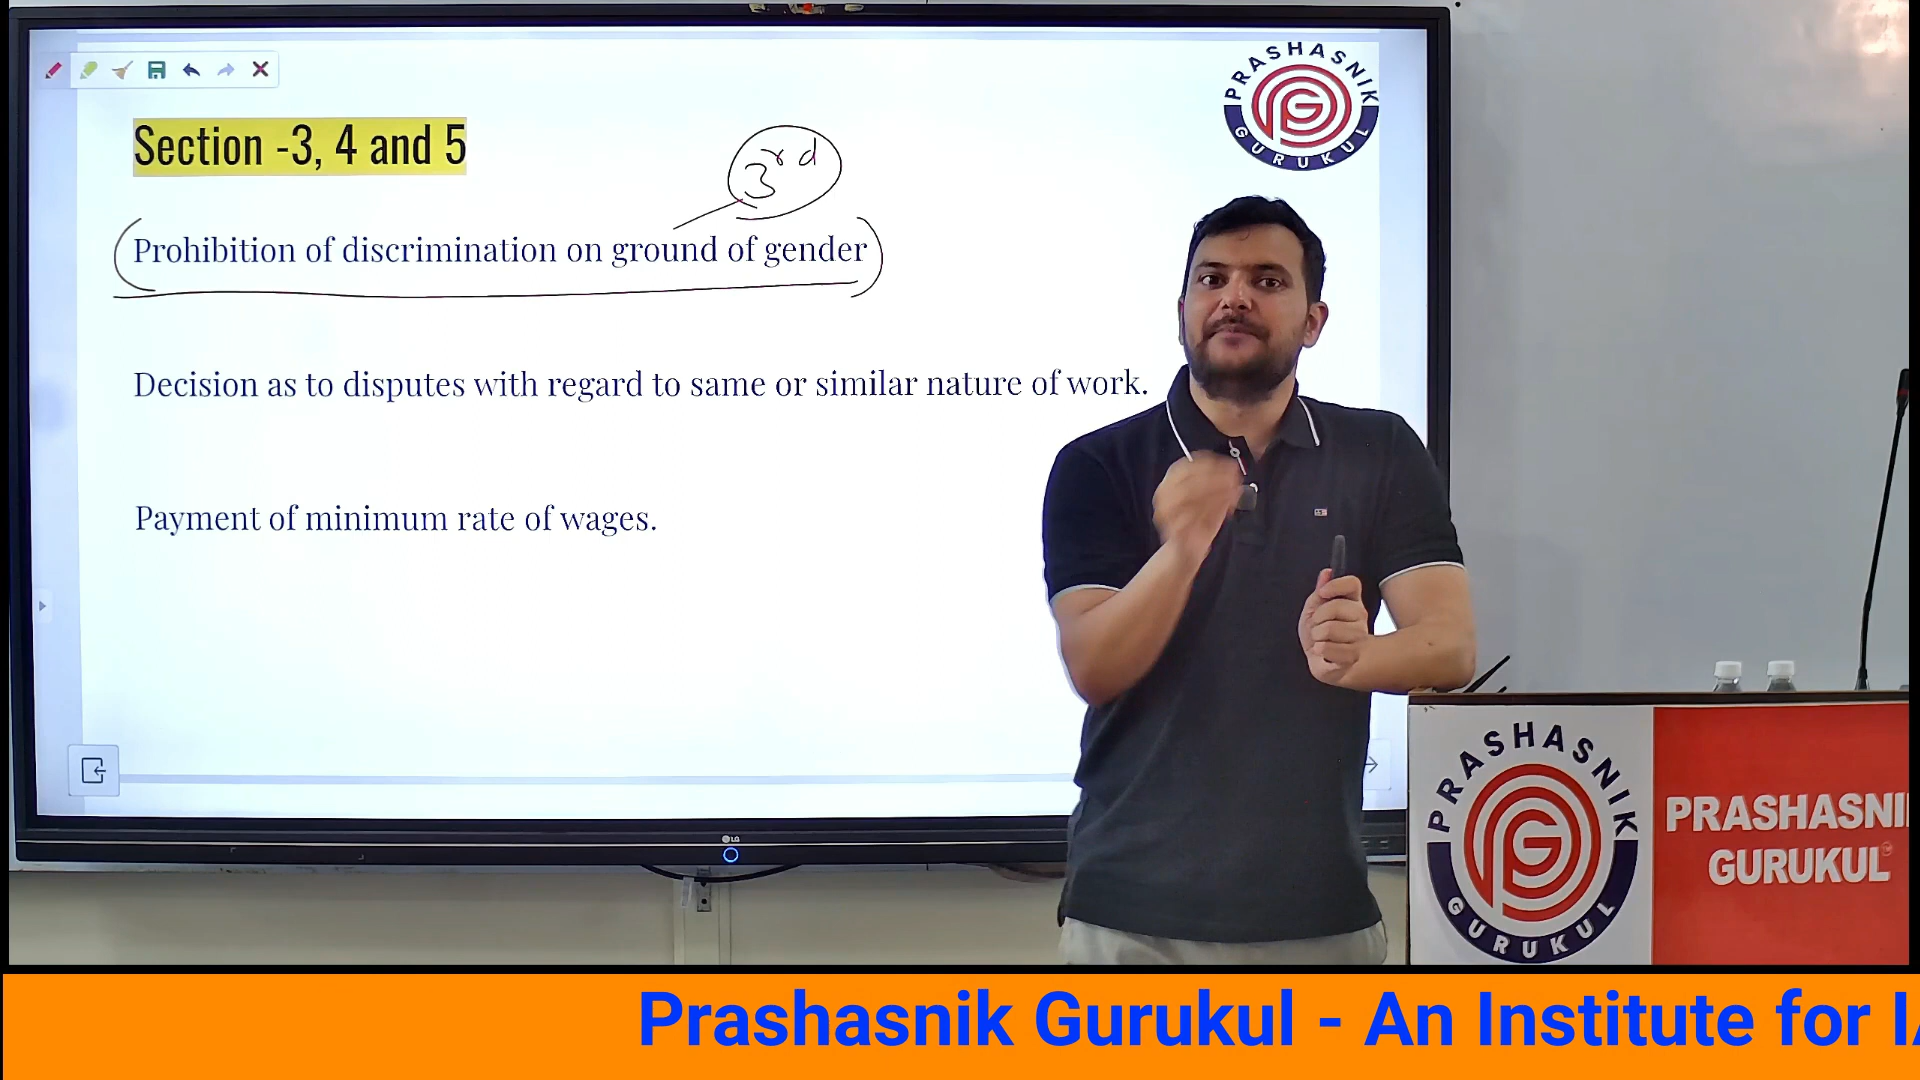 PRASHASNIK
GURUKUL
Section -3, 4 and 5
3rd
Prohibition of discrimination on ground of gender
Decision as to disputes with regard to same or similar nature of work.
Payment of minimum rate of wages.
LG
PRASHASNIK
GURUKUL
PRASHASNI
GURUKUL
Prashasnik Gurukul - An Institute for I